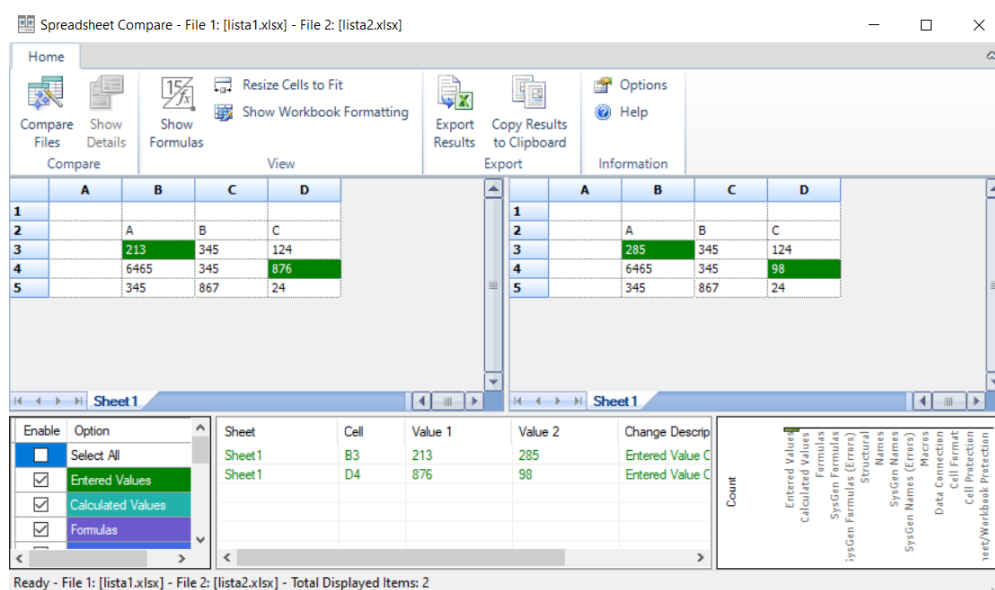 Spreadsheet Compare - File 1: [lista1.xlsx] - File 2: [lista2.xlsx]
Home
Compare Files
Show Details
Show Formulas
Resize Cells to Fit
Show Workbook Formatting
Export Results
Copy Results to Clipboard
Options
Help
Compare
View
Export
Information
A B C D
1
2 A B C
3 213 345 124
4 6465 345 876
5 345 867 24
Sheet1
A B C D
1
2 A B C
3 285 345 124
4 6465 345 98
5 345 867 24
Sheet1
Enable Option
Select All
Entered Values
Calculated Values
Formulas
Sheet Cell Value 1 Value 2 Change Descrip
Sheet1 B3 213 285 Entered Value C
Sheet1 D4 876 98 Entered Value C
Count
Entered Values
Calculated Values
Formulas
SysGen Formulas
SysGen Formulas (Errors)
Structural
Names
SysGen Names
SysGen Names (Errors)
Macros
Data Connection
Cell Format
Cell Protection
neet/Workbook Protection
Ready - File 1: [lista1.xlsx] - File 2: [lista2.xlsx] - Total Displayed Items: 2